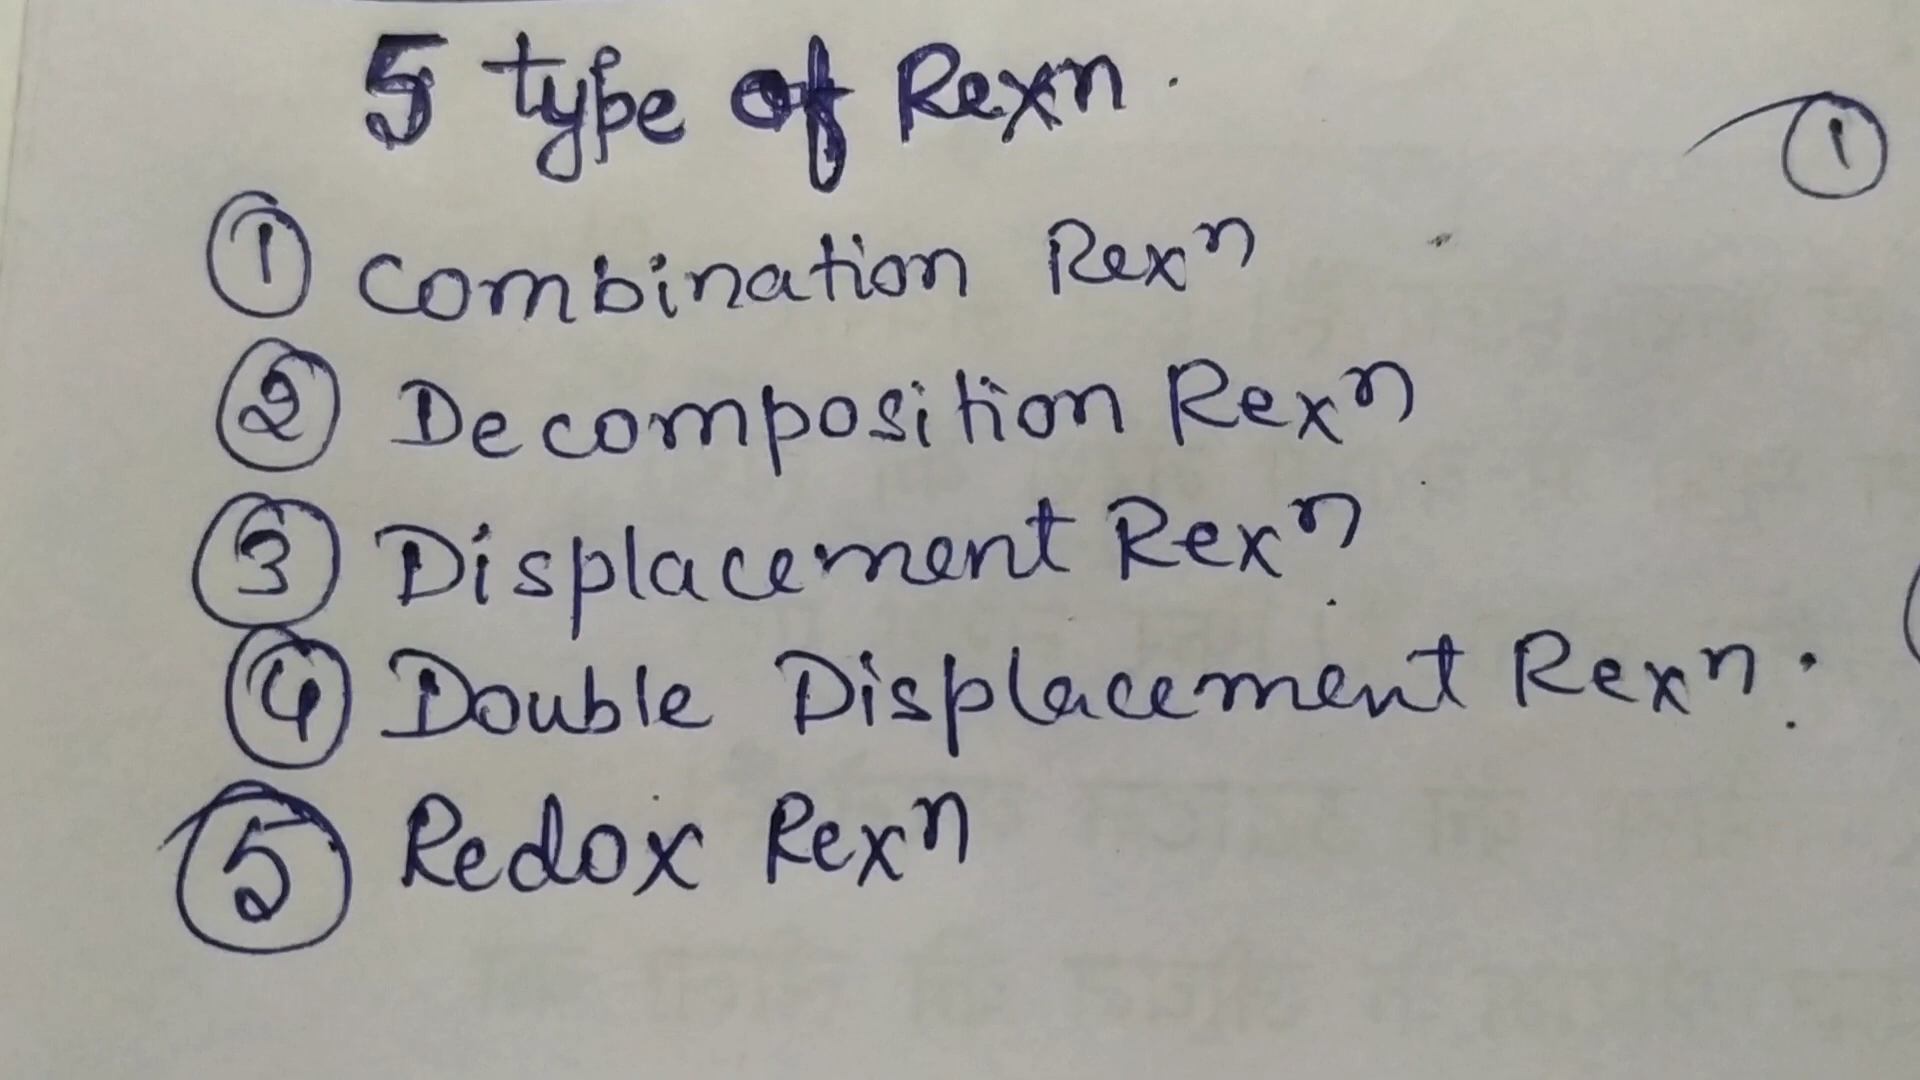 5 type of Rexn.
① Combination Rexn
② Decomposition Rexn
③ Displacement Rexn
④ Double Displacement Rexn.
⑤ Redox Rexn
①